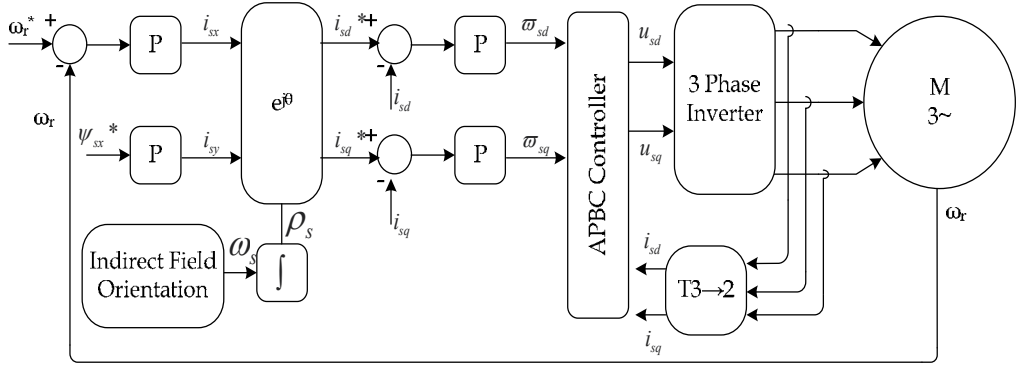 ωr* +
-
P
isx
ejθ
isd*+
-
isd
P
ϖsd
ωr
ψsx*
P
isy
isq*+
-
isq
P
ϖsq
APBC Controller
usd
usq
3 Phase
Inverter
M
3~
ωr
Indirect Field
Orientation
ωs
∫
ρs
isd
isq
T3→2